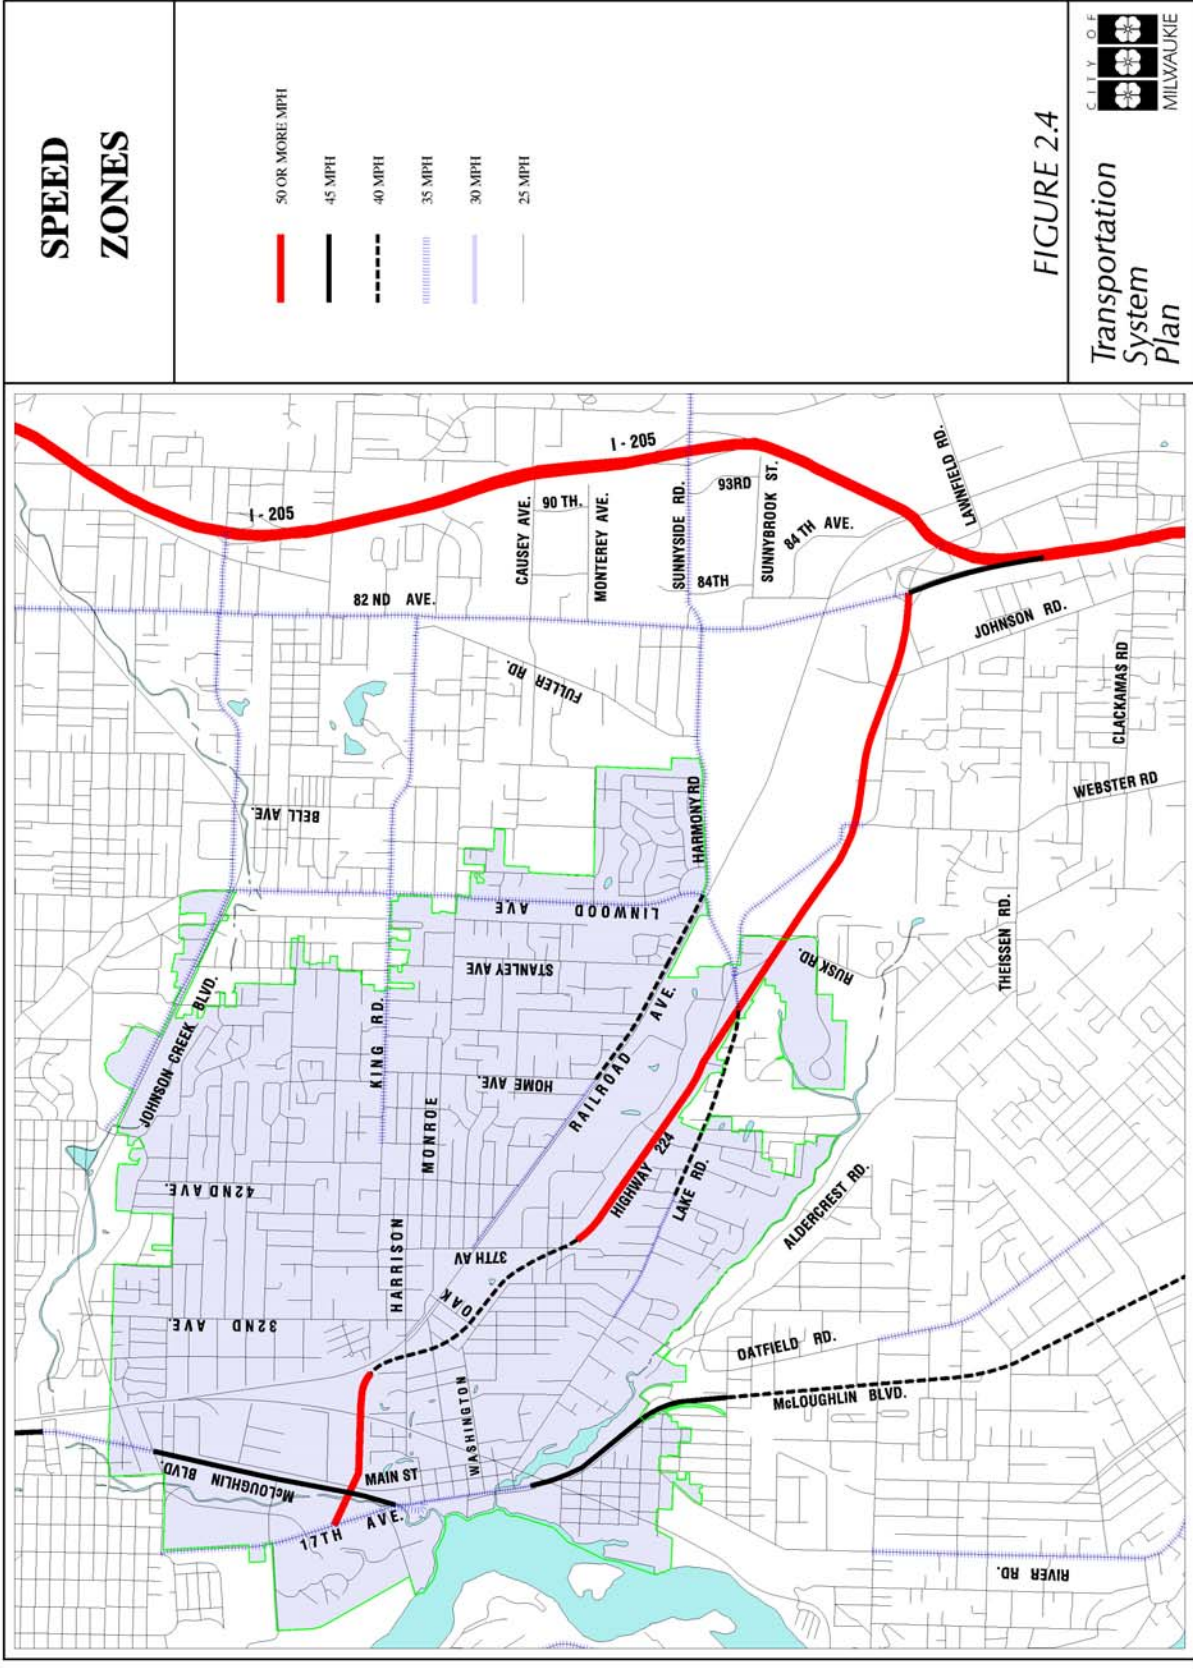 SPEED
ZONES
50 OR MORE MPH
45 MPH
40 MPH
35 MPH
30 MPH
25 MPH
FIGURE 2.4
Transportation
System
Plan
CITY OF
MILWAUKIE
I - 205
I - 205
LAWNFIELD RD.
CAUSEY AVE.
90 TH.
MONTEREY AVE.
SUNNYSIDE RD.
93RD
SUNNYBROOK ST.
84 TH AVE.
84TH
82 ND AVE.
JOHNSON RD.
FULLER RD.
CLACKAMAS RD
WEBSTER RD
BELL AVE.
HARMONY RD
LINWOOD AVE
STANLEY AVE
RUSK RD.
THEISSEN RD.
JOHNSON CREEK BLVD.
KING RD.
HOME AVE.
RAILROAD AVE.
MONROE
42ND AVE.
HIGHWAY 224
LAKE RD.
ALDERCREST RD.
HARRISON
37TH AV
OAK
32ND AVE.
OATFIELD RD.
McLOUGHLIN BLVD.
WASHINGTON
MAIN ST
McLOUGHLIN BLVD.
17TH AVE.
RIVER RD.